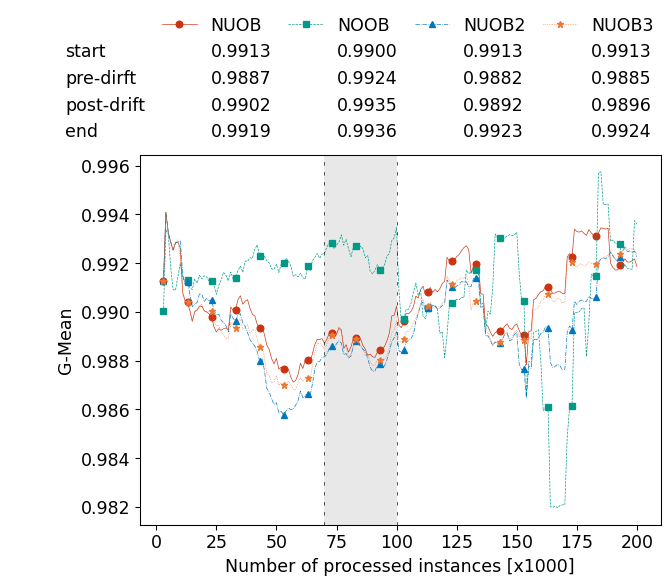 NUOB NOOB NUOB2 NUOB3
start 0.9913 0.9900 0.9913 0.9913
pre-dirft 0.9887 0.9924 0.9882 0.9885
post-drift 0.9902 0.9935 0.9892 0.9896
end 0.9919 0.9936 0.9923 0.9924
0.996
0.994
0.992
0.990
0.988
0.986
0.984
0.982
G-Mean
0 25 50 75 100 125 150 175 200
Number of processed instances [x1000]